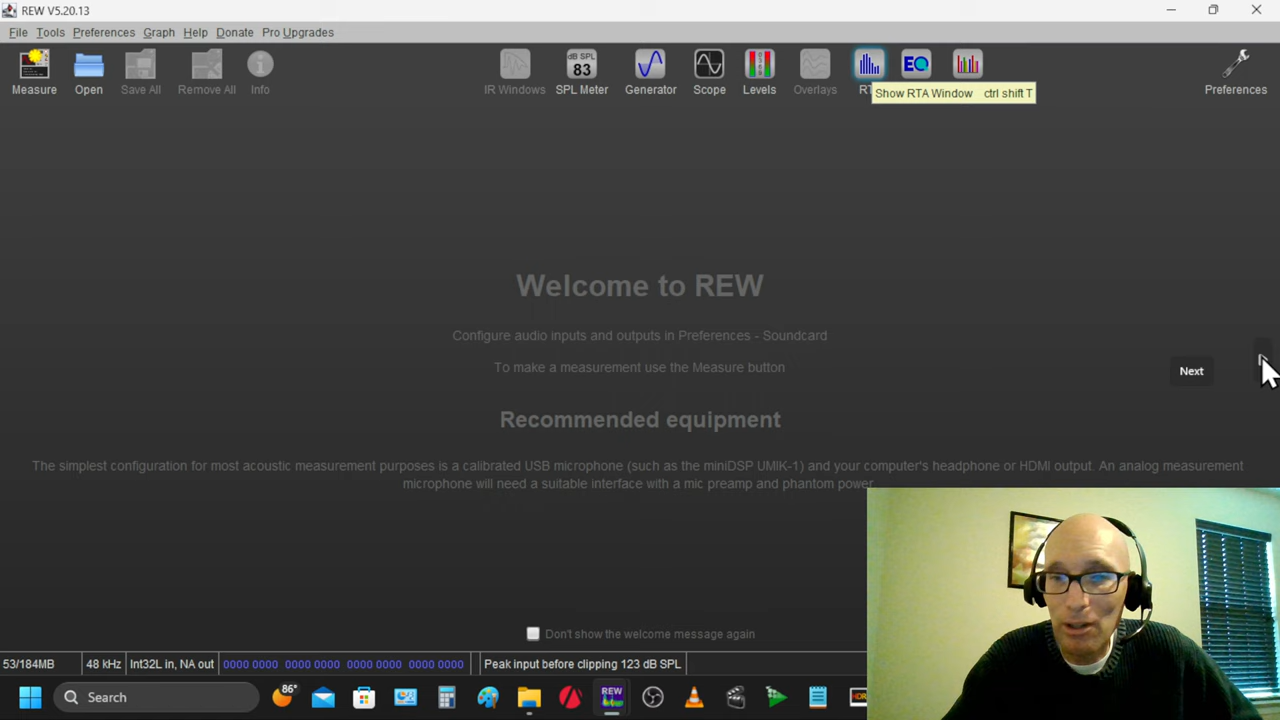 REW V5.20.13
File Tools Preferences Graph Help Donate Pro Upgrades
dB SPL
83
EQ
Measure Open Save All Remove All Info IR Windows SPL Meter Generator Scope Levels Overlays Preferences
Show RTA Window ctrl shift T
Welcome to REW
Configure audio inputs and outputs in Preferences - Soundcard
To make a measurement use the Measure button
Next
Recommended equipment
The simplest configuration for most acoustic measurement purposes is a calibrated USB microphone (such as the miniDSP UMIK-1) and your computer's headphone or HDMI output. An analog measurement
microphone will need a suitable interface with a mic preamp and phantom power.
Don't show the welcome message again
53/184MB 48 kHz Int32L in, NA out 0000 0000 0000 0000 0000 0000 0000 0000 Peak input before clipping 123 dB SPL
Search 86° REW